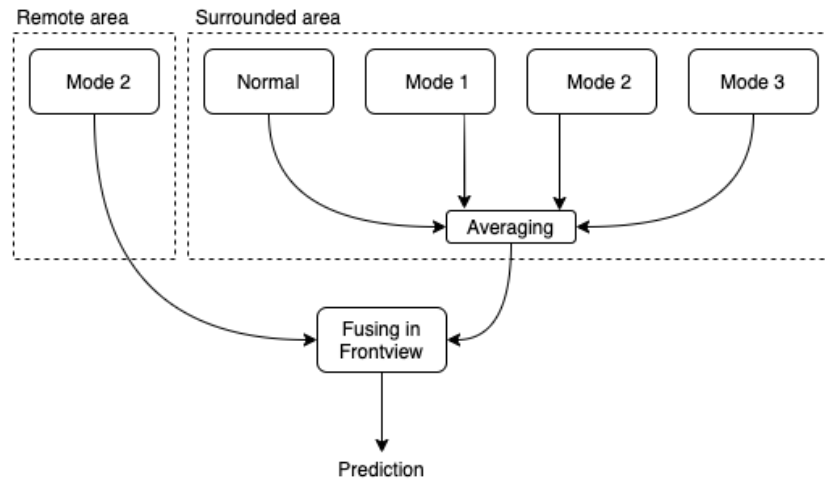 Remote area
Surrounded area
Mode 2
Normal
Mode 1
Mode 2
Mode 3
Averaging
Fusing in
Frontview
Prediction